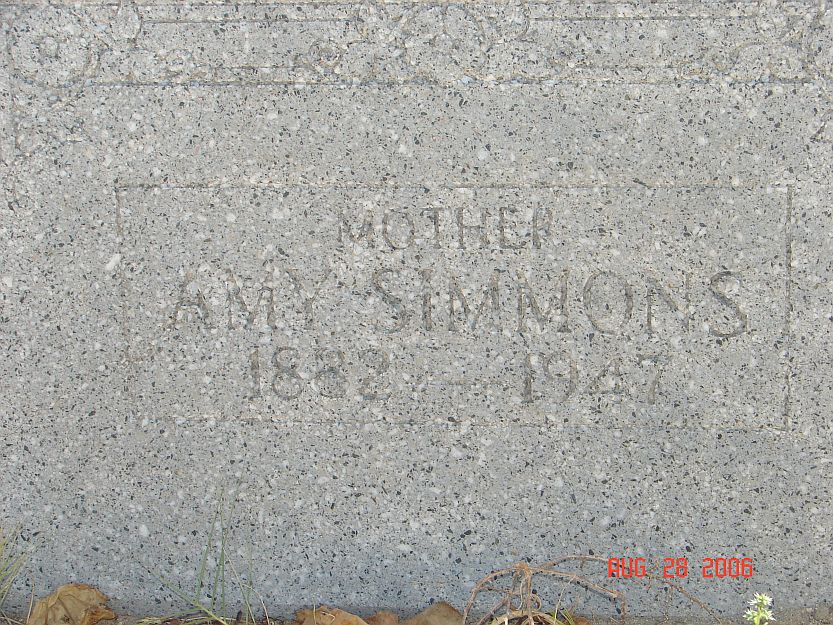 MOTHER
AMY SIMMONS
1882 — 1947
AUG 28 2006